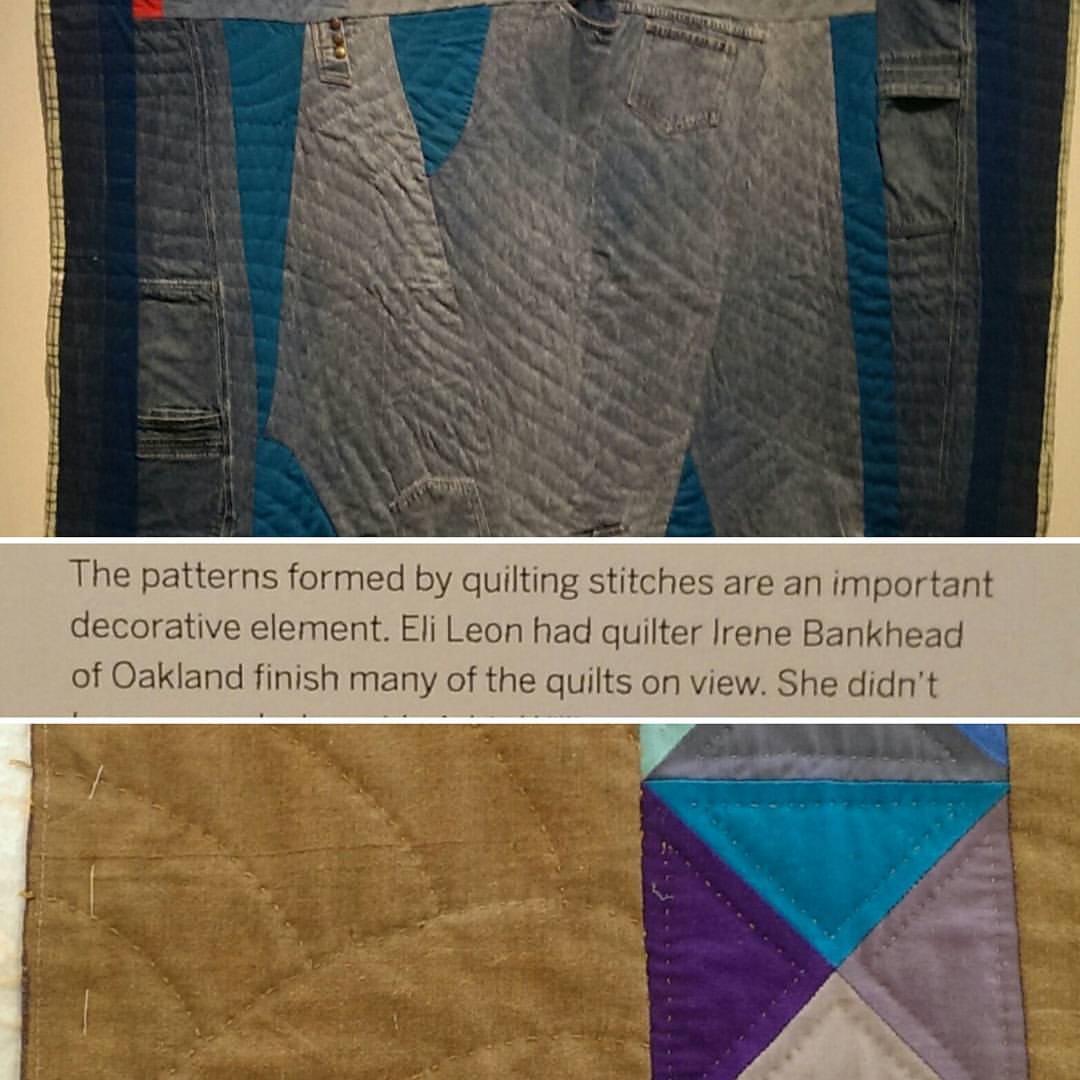 The patterns formed by quilting stitches are an important
decorative element. Eli Leon had quilter Irene Bankhead
of Oakland finish many of the quilts on view. She didn't